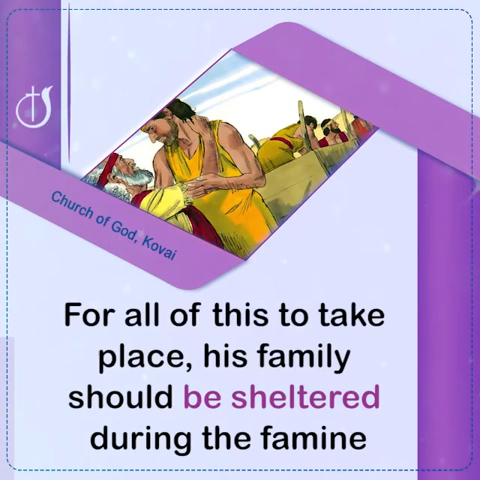 Church of God, Kovai
For all of this to take
place, his family
should be sheltered
during the famine